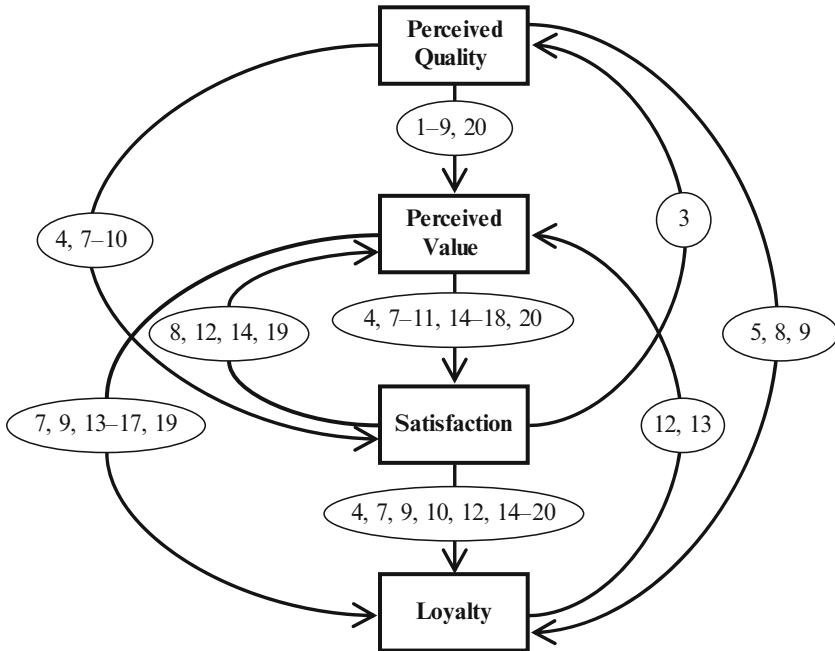 Perceived
Quality
1–9, 20
3
Perceived
Value
4, 7–10
8, 12, 14, 19
4, 7–11, 14–18, 20
5, 8, 9
7, 9, 13–17, 19
Satisfaction
12, 13
4, 7, 9, 10, 12, 14–20
Loyalty